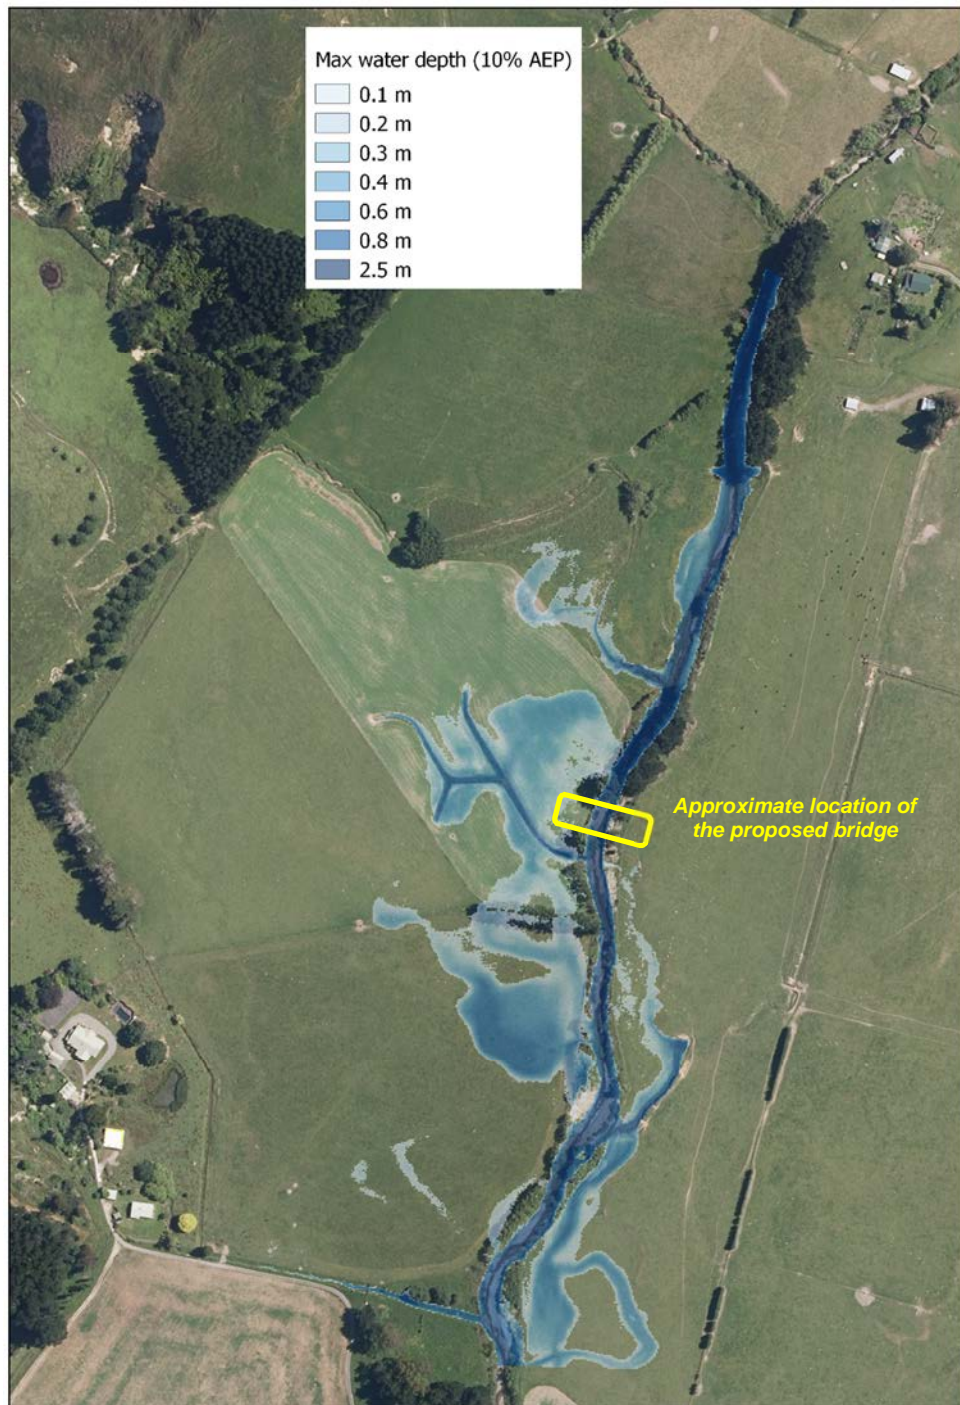 Max water depth (10% AEP)
0.1 m
0.2 m
0.3 m
0.4 m
0.6 m
0.8 m
2.5 m
Approximate location of
the proposed bridge